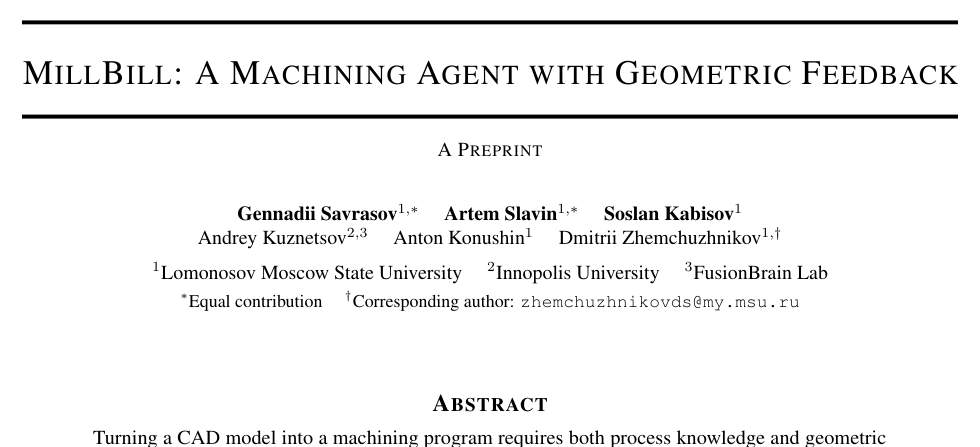 MILLBILL: A MACHINING AGENT WITH GEOMETRIC FEEDBACK
A PREPRINT
Gennadii Savrasov1,∗ Artem Slavin1,∗ Soslan Kabisov1
Andrey Kuznetsov2,3 Anton Konushin1 Dmitrii Zhemchuzhnikov1,†
1Lomonosov Moscow State University 2Innopolis University 3FusionBrain Lab
∗Equal contribution †Corresponding author: zhemchuzhnikovds@my.msu.ru
ABSTRACT
Turning a CAD model into a machining program requires both process knowledge and geometric